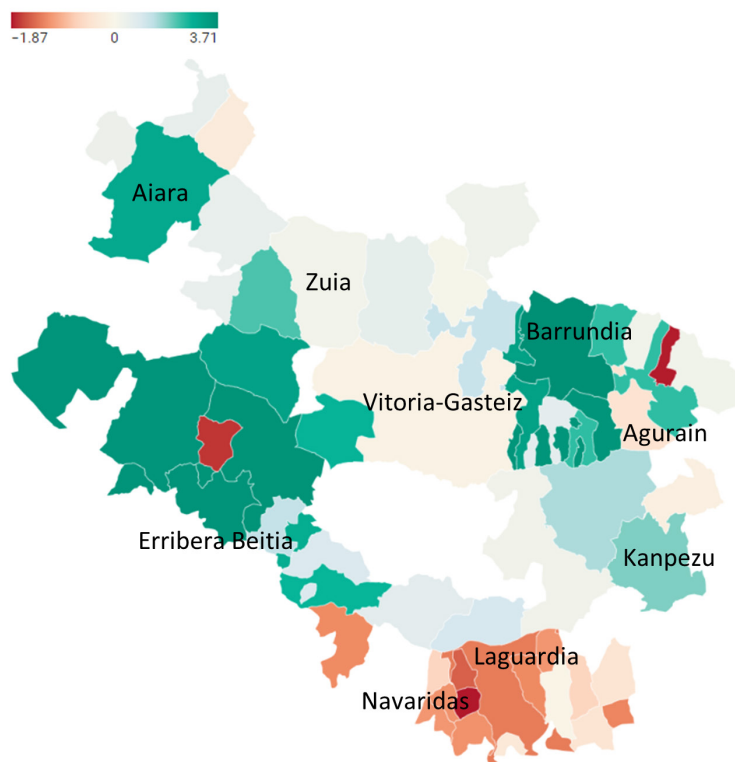 −1.87 0 3.71
Aiara
Zuia
Barrundia
Vitoria-Gasteiz
Agurain
Erribera Beitia
Kanpezu
Laguardia
Navaridas